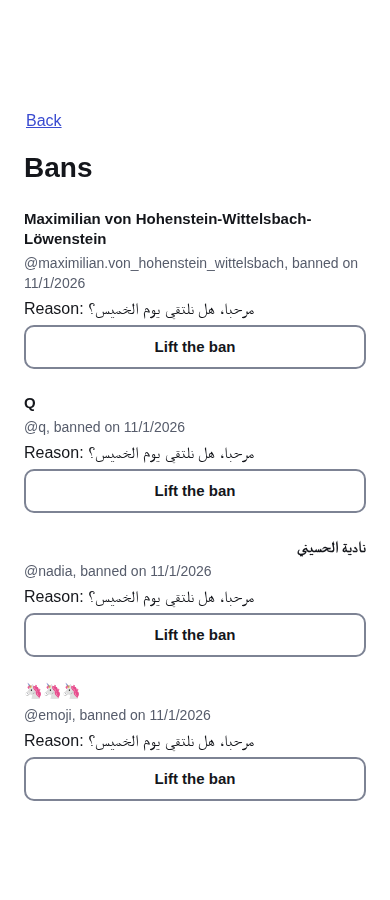 Back
Bans
Maximilian von Hohenstein-Wittelsbach-
Löwenstein
@maximilian.von_hohenstein_wittelsbach, banned on
11/1/2026
Reason: مرحبا، هل نلتقي يوم الخميس؟
Lift the ban
Q
@q, banned on 11/1/2026
Reason: مرحبا، هل نلتقي يوم الخميس؟
Lift the ban
نادية الحسيني
@nadia, banned on 11/1/2026
Reason: مرحبا، هل نلتقي يوم الخميس؟
Lift the ban
🦄🦄🦄
@emoji, banned on 11/1/2026
Reason: مرحبا، هل نلتقي يوم الخميس؟
Lift the ban